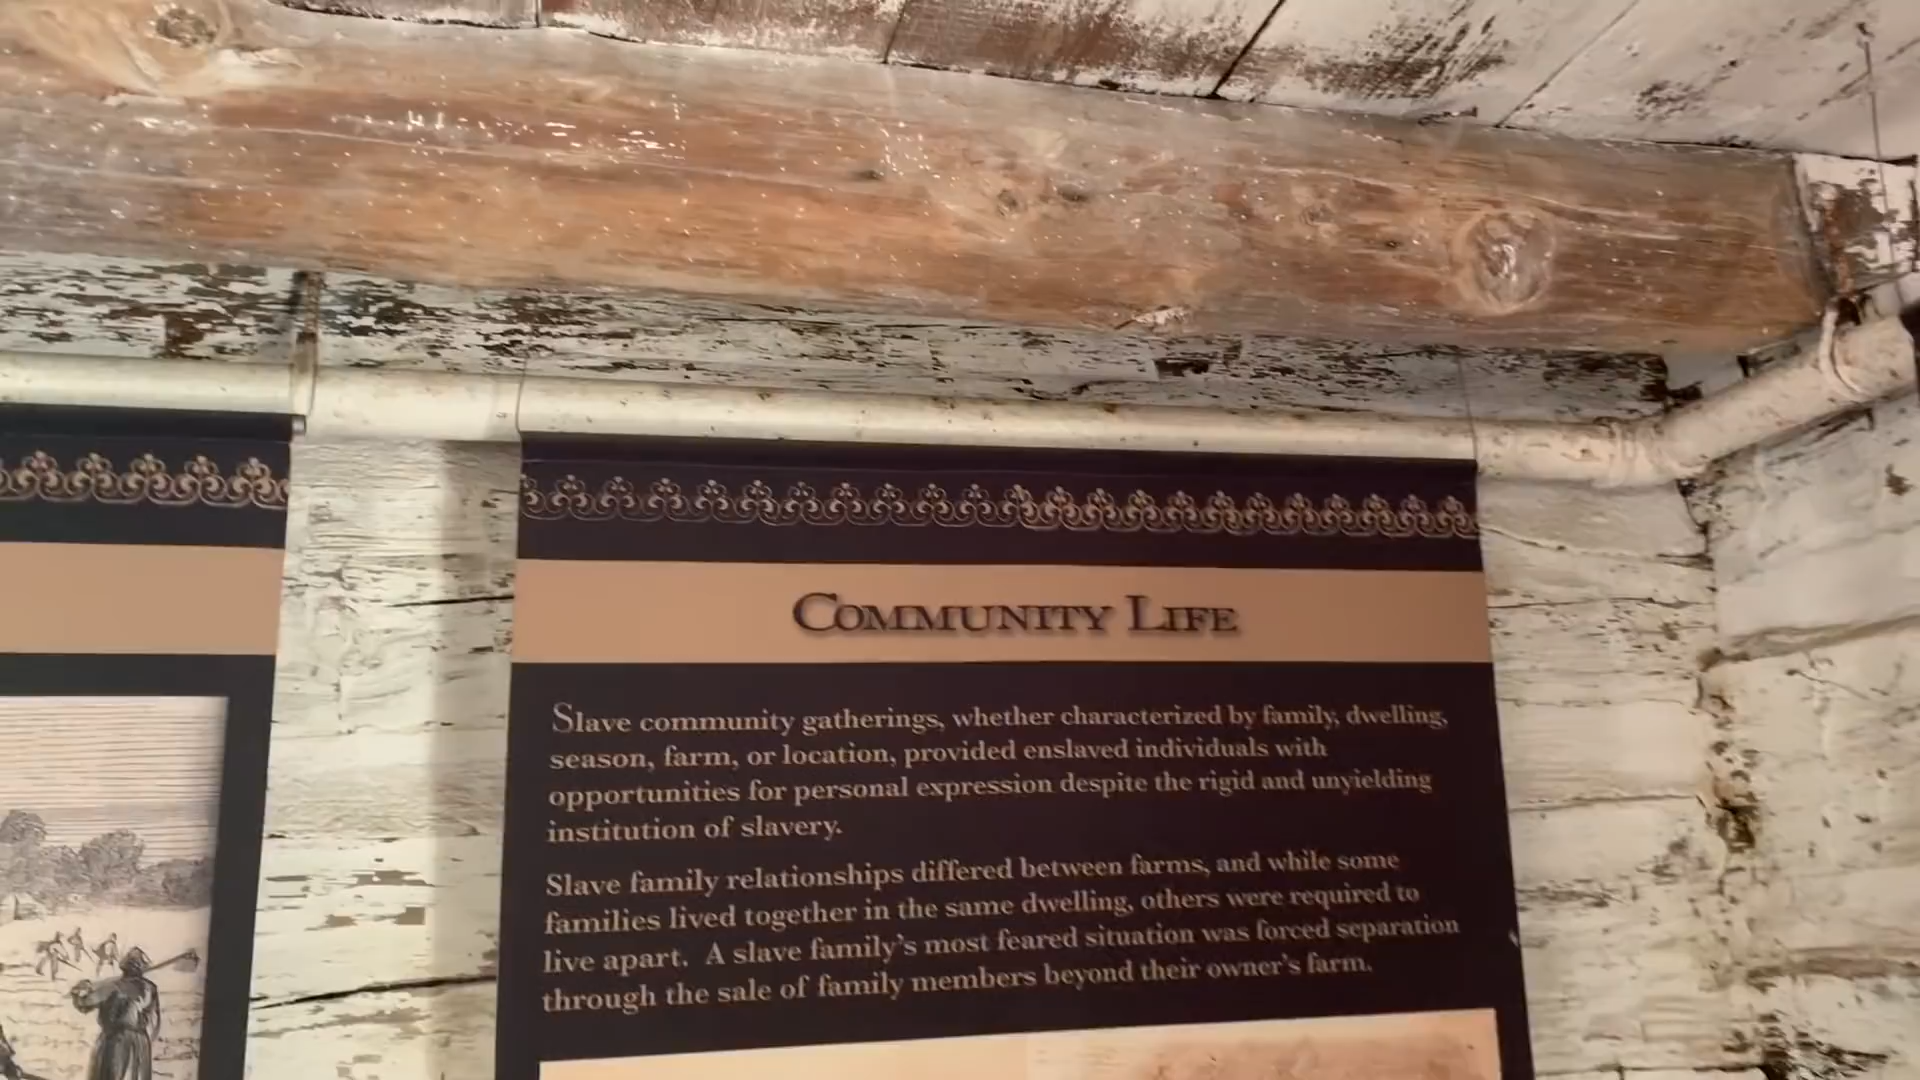 COMMUNITY LIFE
Slave community gatherings, whether characterized by family, dwelling,
season, farm, or location, provided enslaved individuals with
opportunities for personal expression despite the rigid and unyielding
institution of slavery.
Slave family relationships differed between farms, and while some
families lived together in the same dwelling, others were required to
live apart. A slave family's most feared situation was forced separation
through the sale of family members beyond their owner's farm.